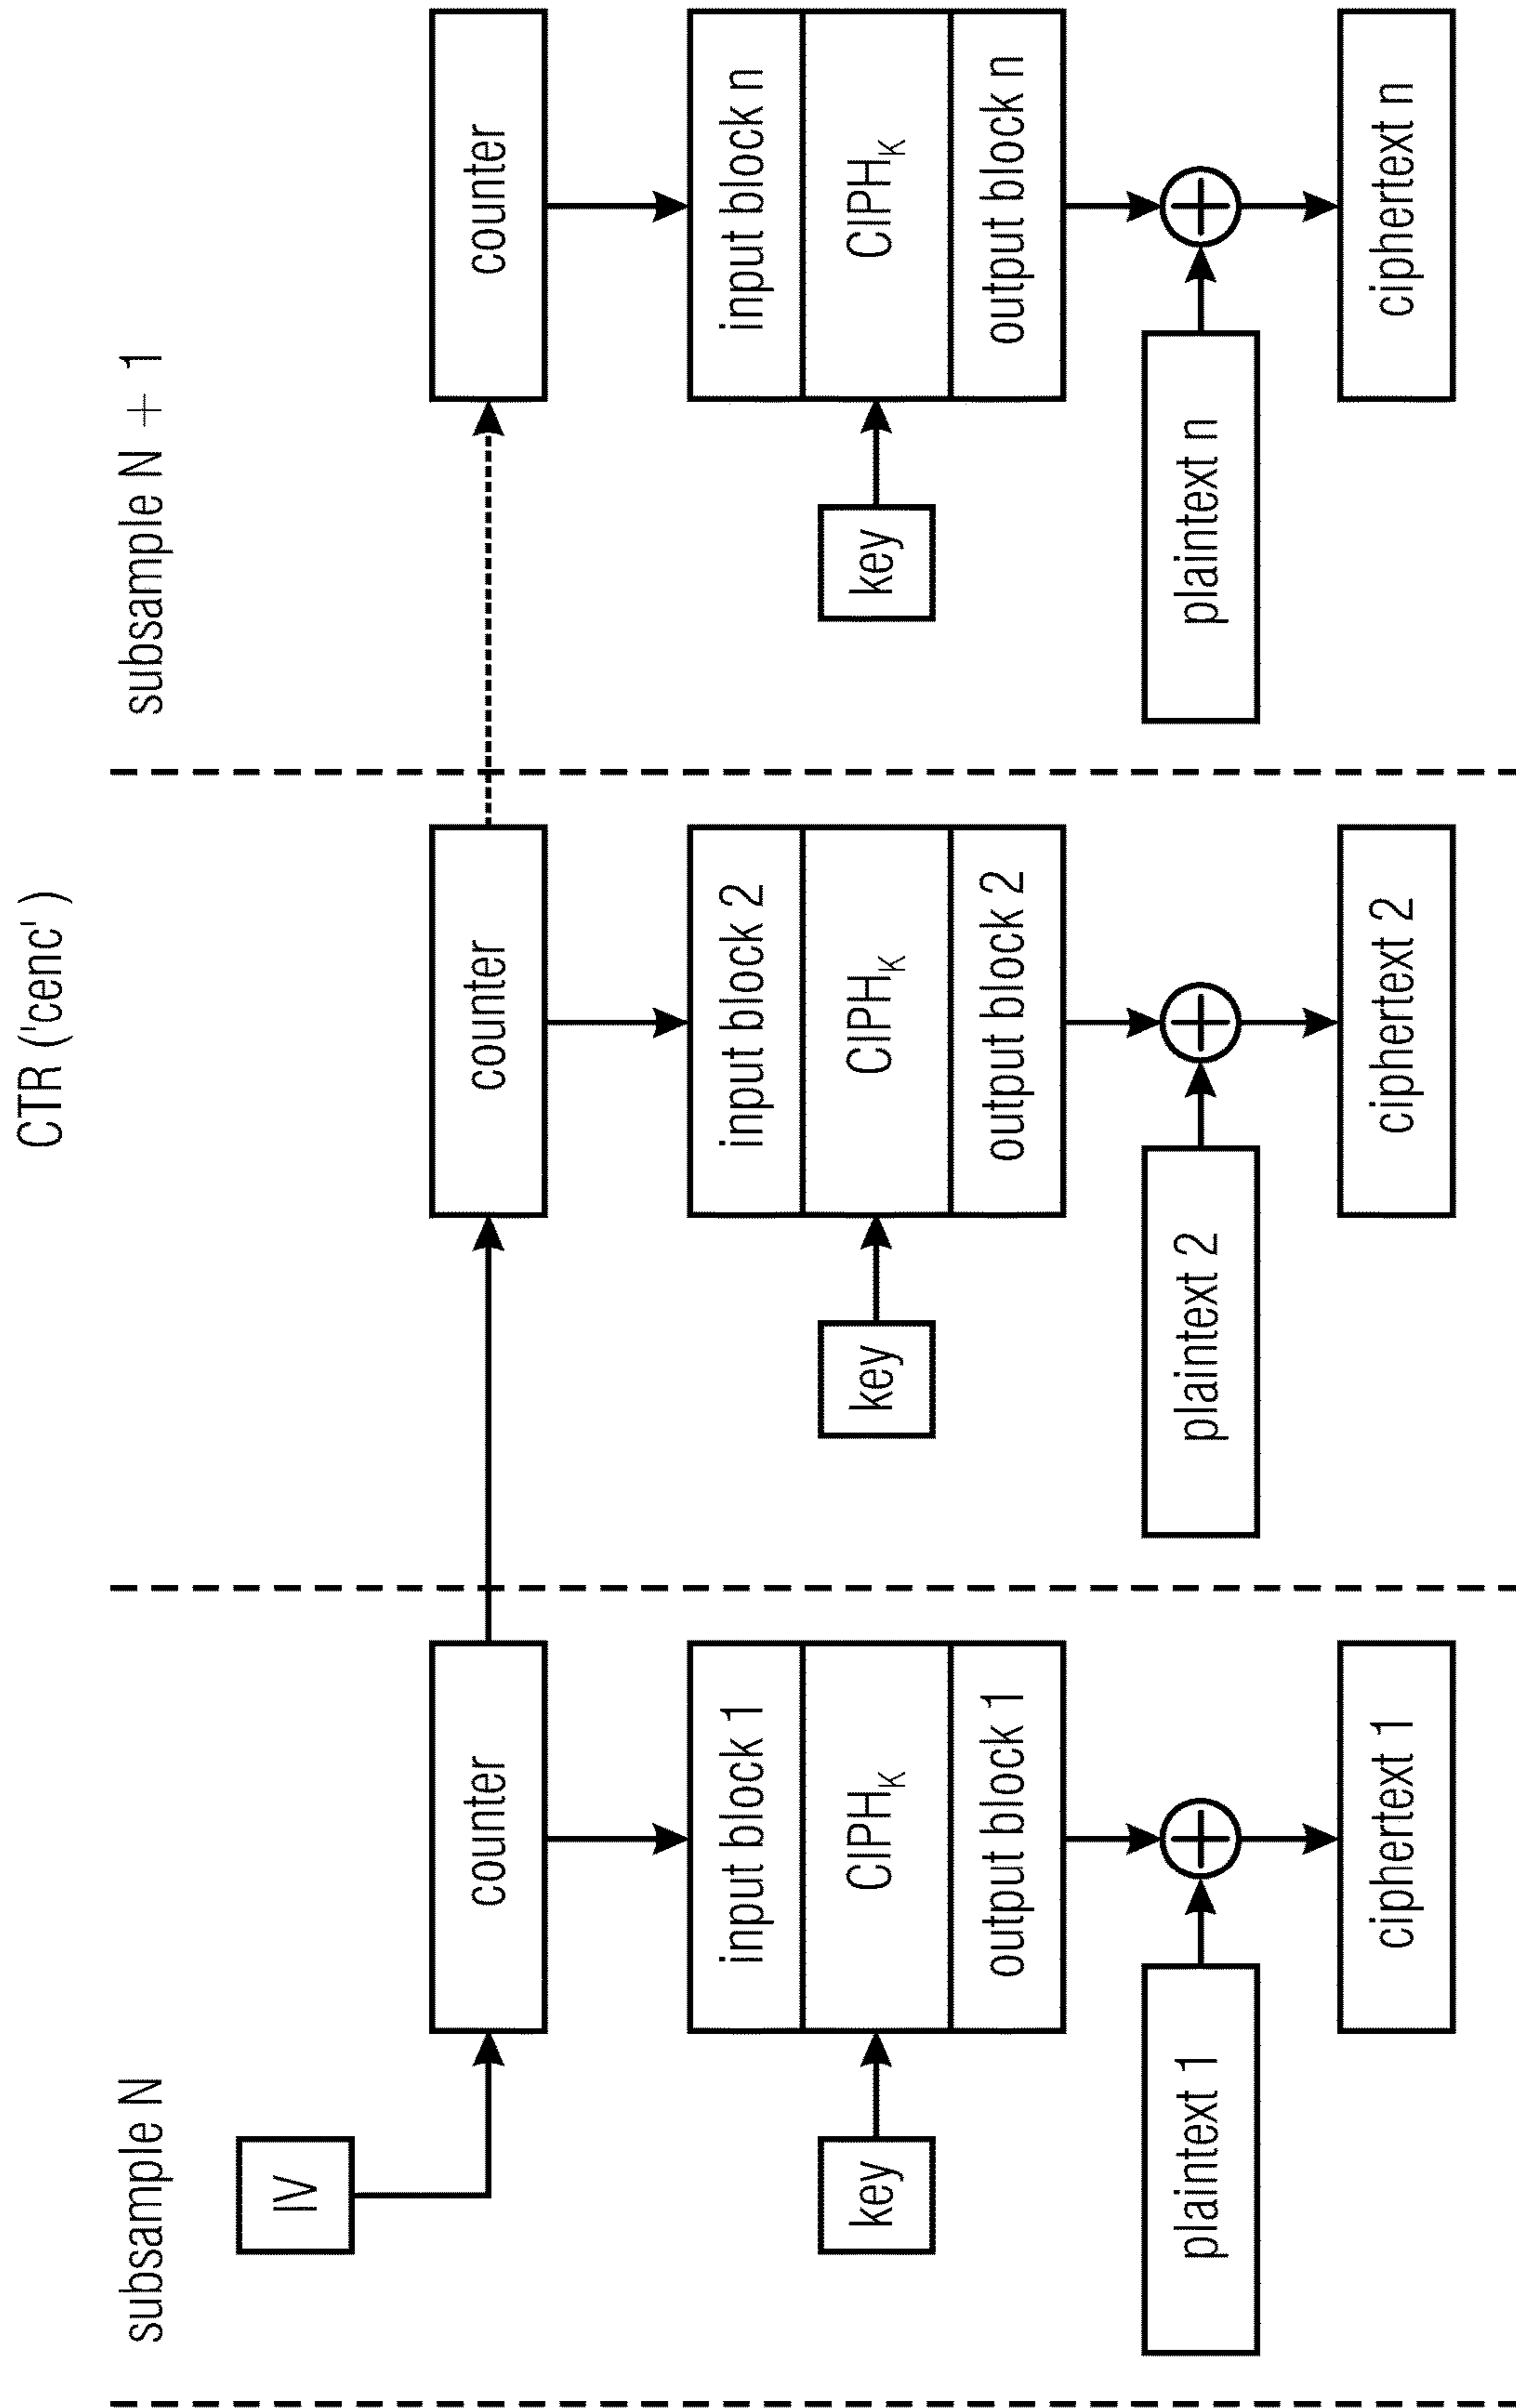 CTR ('cenc' )
subsample N
subsample N + 1
IV
counter
counter
counter
input block 1
input block 2
input block n
key
CIPHK
key
CIPHK
key
CIPHK
output block 1
output block 2
output block n
plaintext 1
plaintext 2
plaintext n
ciphertext 1
ciphertext 2
ciphertext n